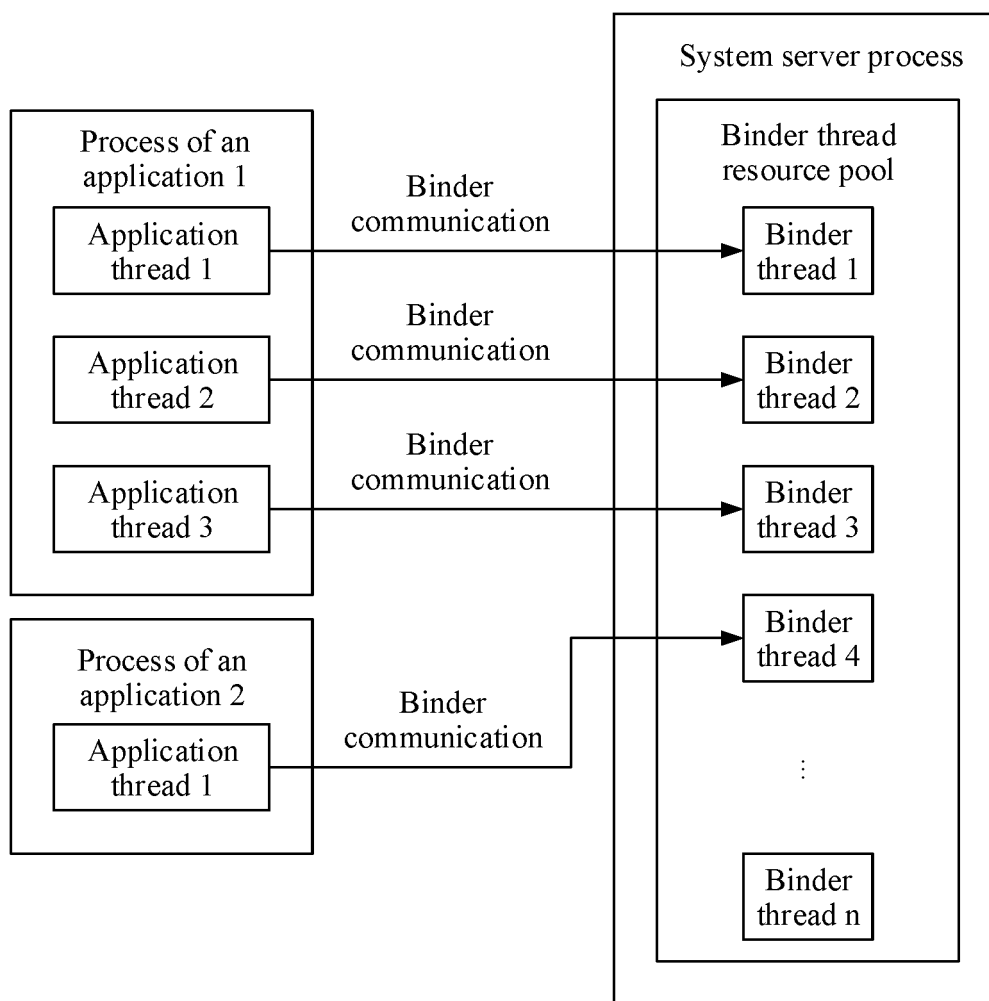 System server process
Binder thread
resource pool
Process of an
application 1
Application
thread 1
Binder
communication
Binder
thread 1
Application
thread 2
Binder
communication
Binder
thread 2
Application
thread 3
Binder
communication
Binder
thread 3
Process of an
application 2
Application
thread 1
Binder
communication
Binder
thread 4
...
Binder
thread n